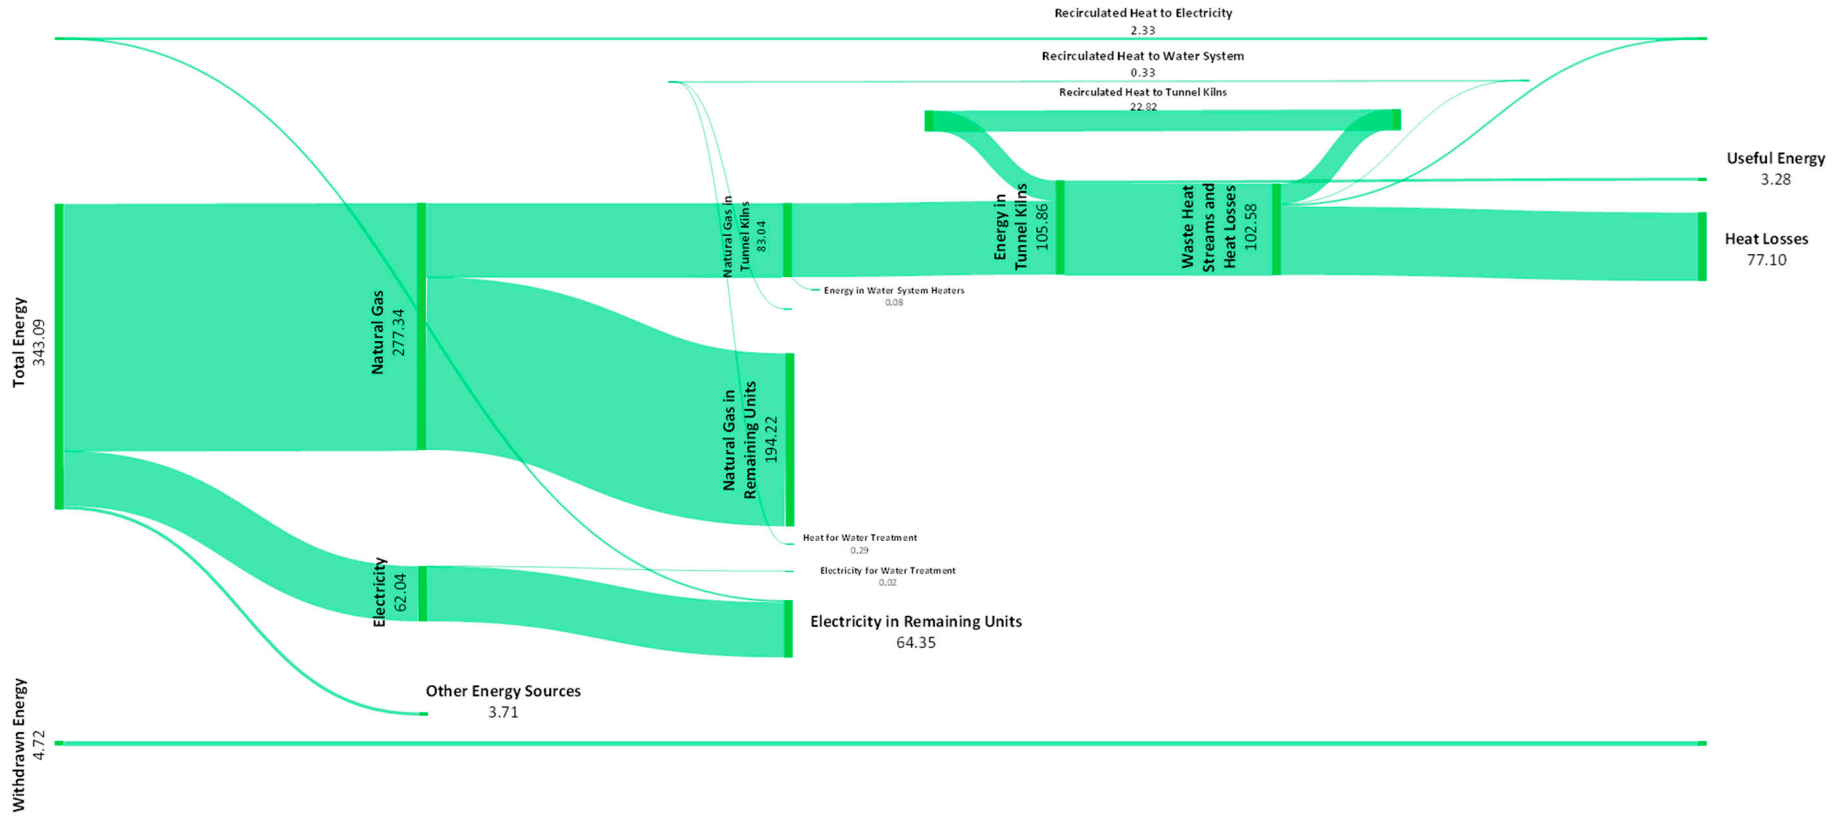 Recirculated Heat to Electricity
2.33
Recirculated Heat to Water System
0.33
Recirculated Heat to Tunnel Kilns
22.82
Useful Energy
3.28
Heat Losses
77.10
Waste Heat
Streams and
Heat Losses
102.58
Energy in
Tunnel Kilns
105.86
Natural Gas in
Tunnel Kilns
83.04
Energy in Water System Heaters
0.08
Total Energy
343.09
Natural Gas
277.34
Natural Gas in
Remaining Units
194.22
Heat for Water Treatment
0.29
Electricity for Water Treatment
0.02
Electricity
62.04
Electricity in Remaining Units
64.35
Other Energy Sources
3.71
Withdrawn Energy
4.72